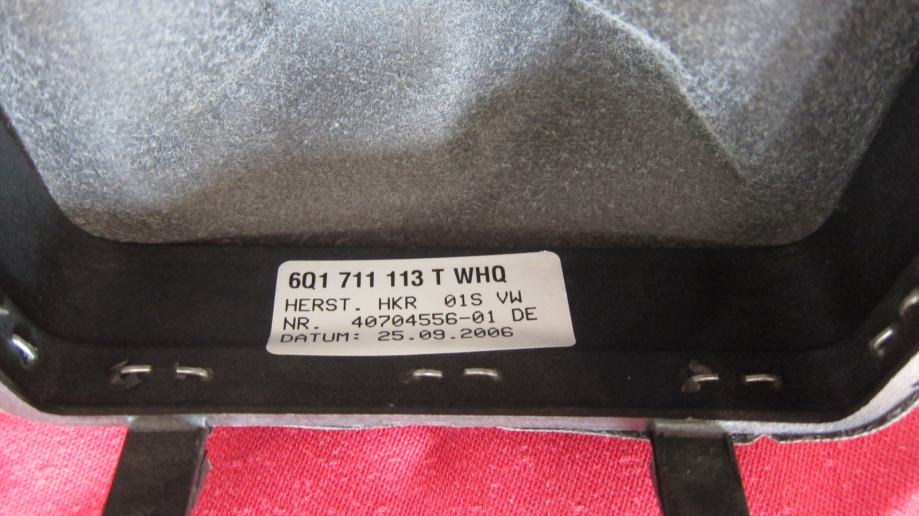 6Q1 711 113 T WHQ
HERST. HKR 01S VW
NR. 40704556-01 DE
DATUM: 25.09.2006